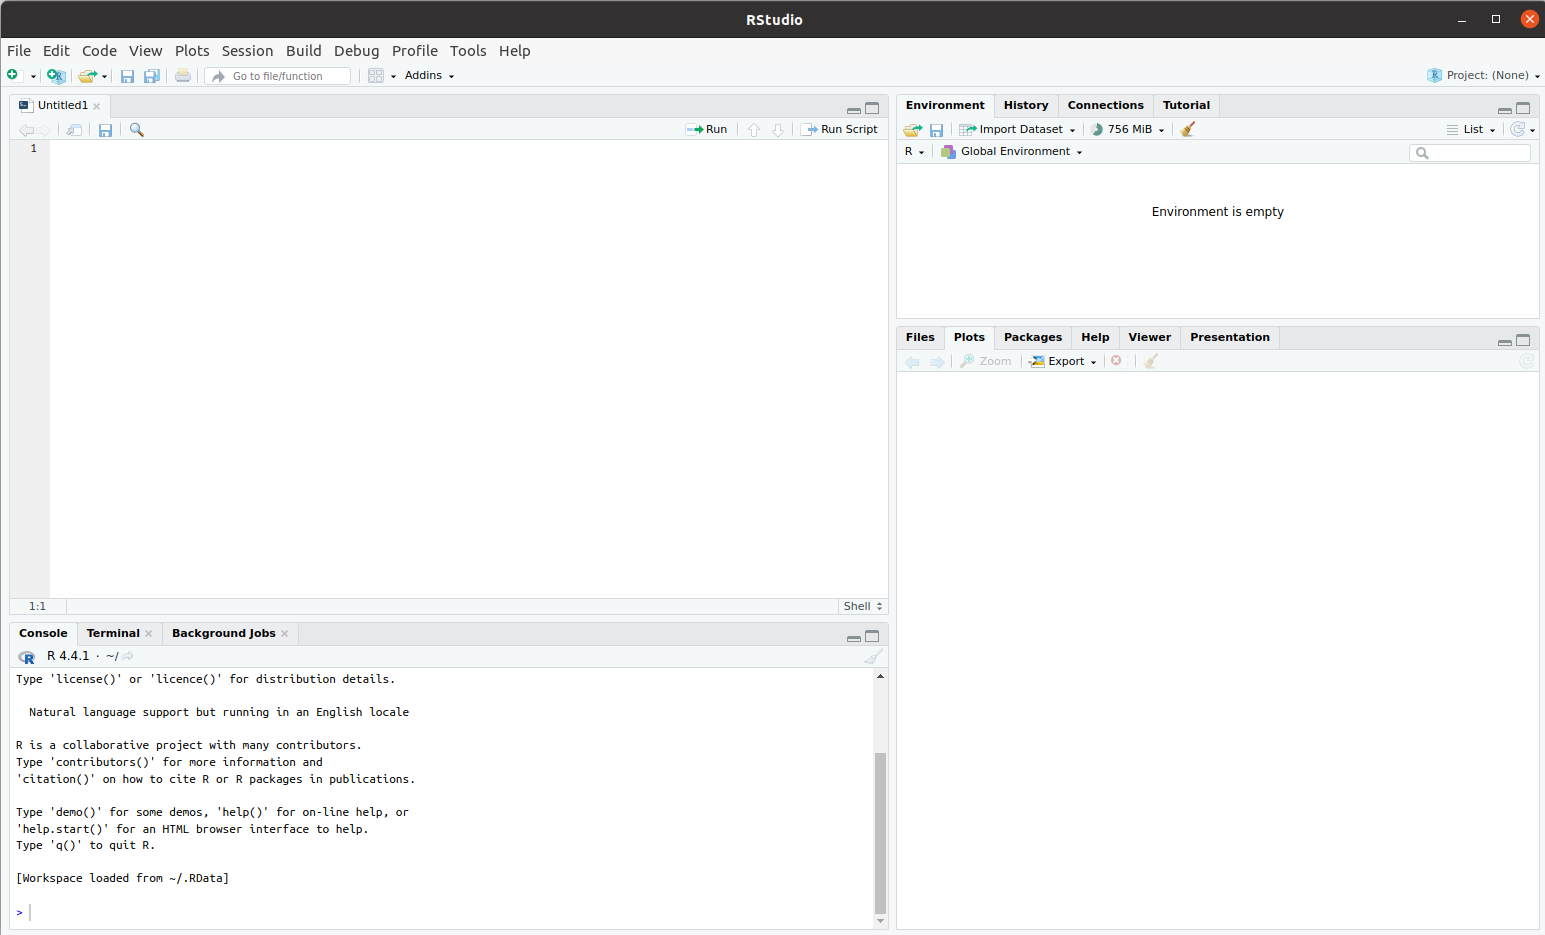 RStudio
File Edit Code View Plots Session Build Debug Profile Tools Help
Go to file/function Addins Project: (None)
Untitled1
Run Run Script
1
1:1 Shell
Console Terminal Background Jobs
R 4.4.1 · ~/
Type 'license()' or 'licence()' for distribution details.
Natural language support but running in an English locale
R is a collaborative project with many contributors.
Type 'contributors()' for more information and
'citation()' on how to cite R or R packages in publications.
Type 'demo()' for some demos, 'help()' for on-line help, or
'help.start()' for an HTML browser interface to help.
Type 'q()' to quit R.
[Workspace loaded from ~/.RData]
>
Environment History Connections Tutorial
Import Dataset 756 MiB List
R Global Environment
Environment is empty
Files Plots Packages Help Viewer Presentation
Zoom Export